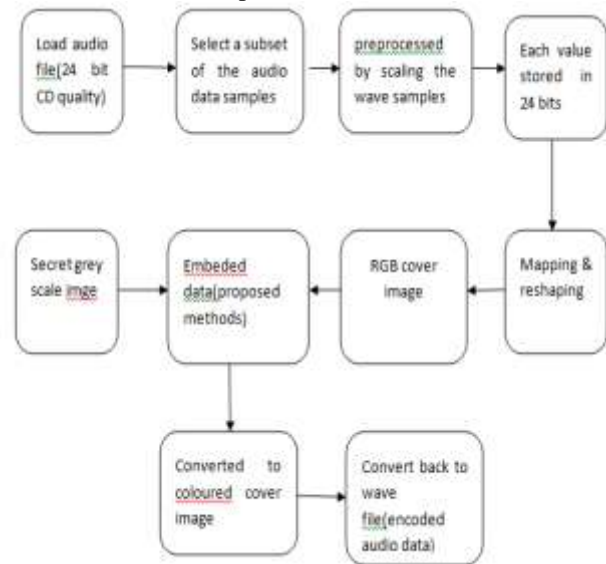 Load audio
file(24 bit
CD quality)
Select a subset
of the audio
data samples
preprocessed
by scaling the
wave samples
Each value
stored in
24 bits
Secret grey
scale imge
Embeded
data(proposed
methods)
RGB cover
image
Mapping &
reshaping
Converted to
coloured cover
image
Convert back to
wave
file(encoded
audio data)